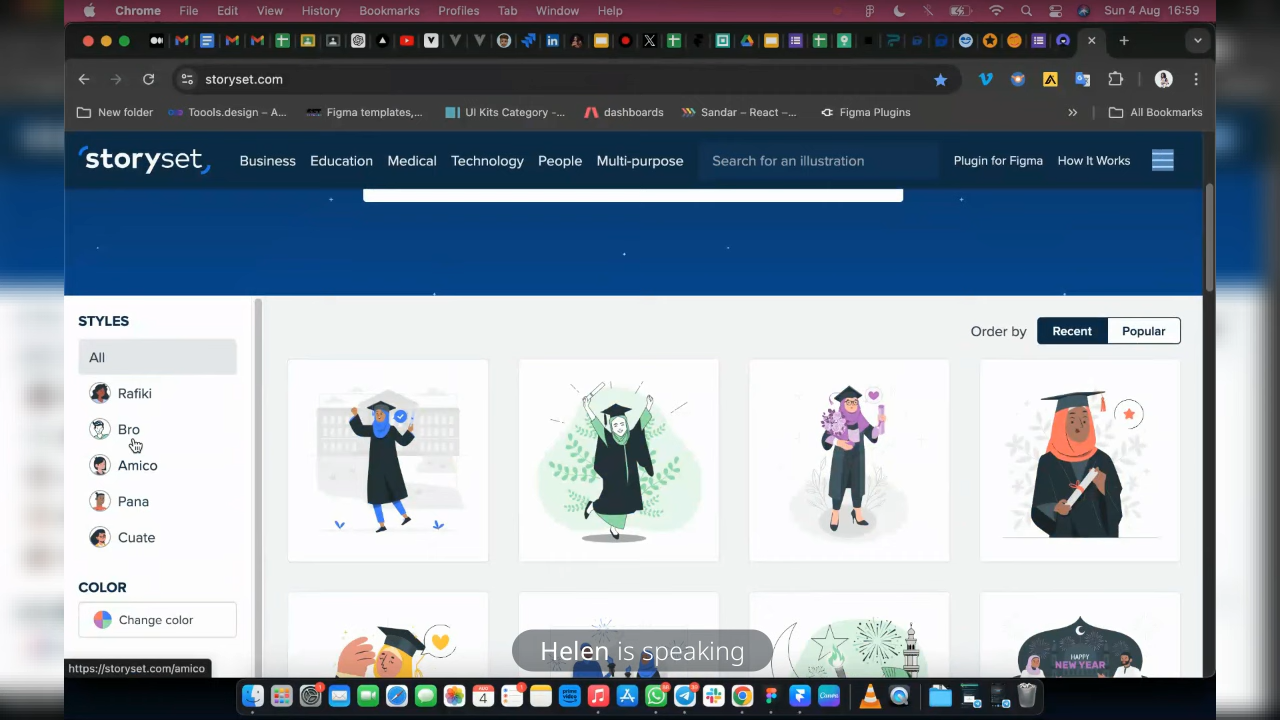 Chrome File Edit View History Bookmarks Profiles Tab Window Help Sun 4 Aug 16:59
storyset.com
New folder Toools.design – A... Figma templates,... UI Kits Category -... dashboards Sandar – React –... Figma Plugins » All Bookmarks
storyset Business Education Medical Technology People Multi-purpose Search for an illustration Plugin for Figma How It Works
STYLES
Order by Recent Popular
All
Rafiki
Bro
Amico
Pana
Cuate
COLOR
Change color
Helen is speaking
HAPPY
NEW YEAR
https://storyset.com/amico